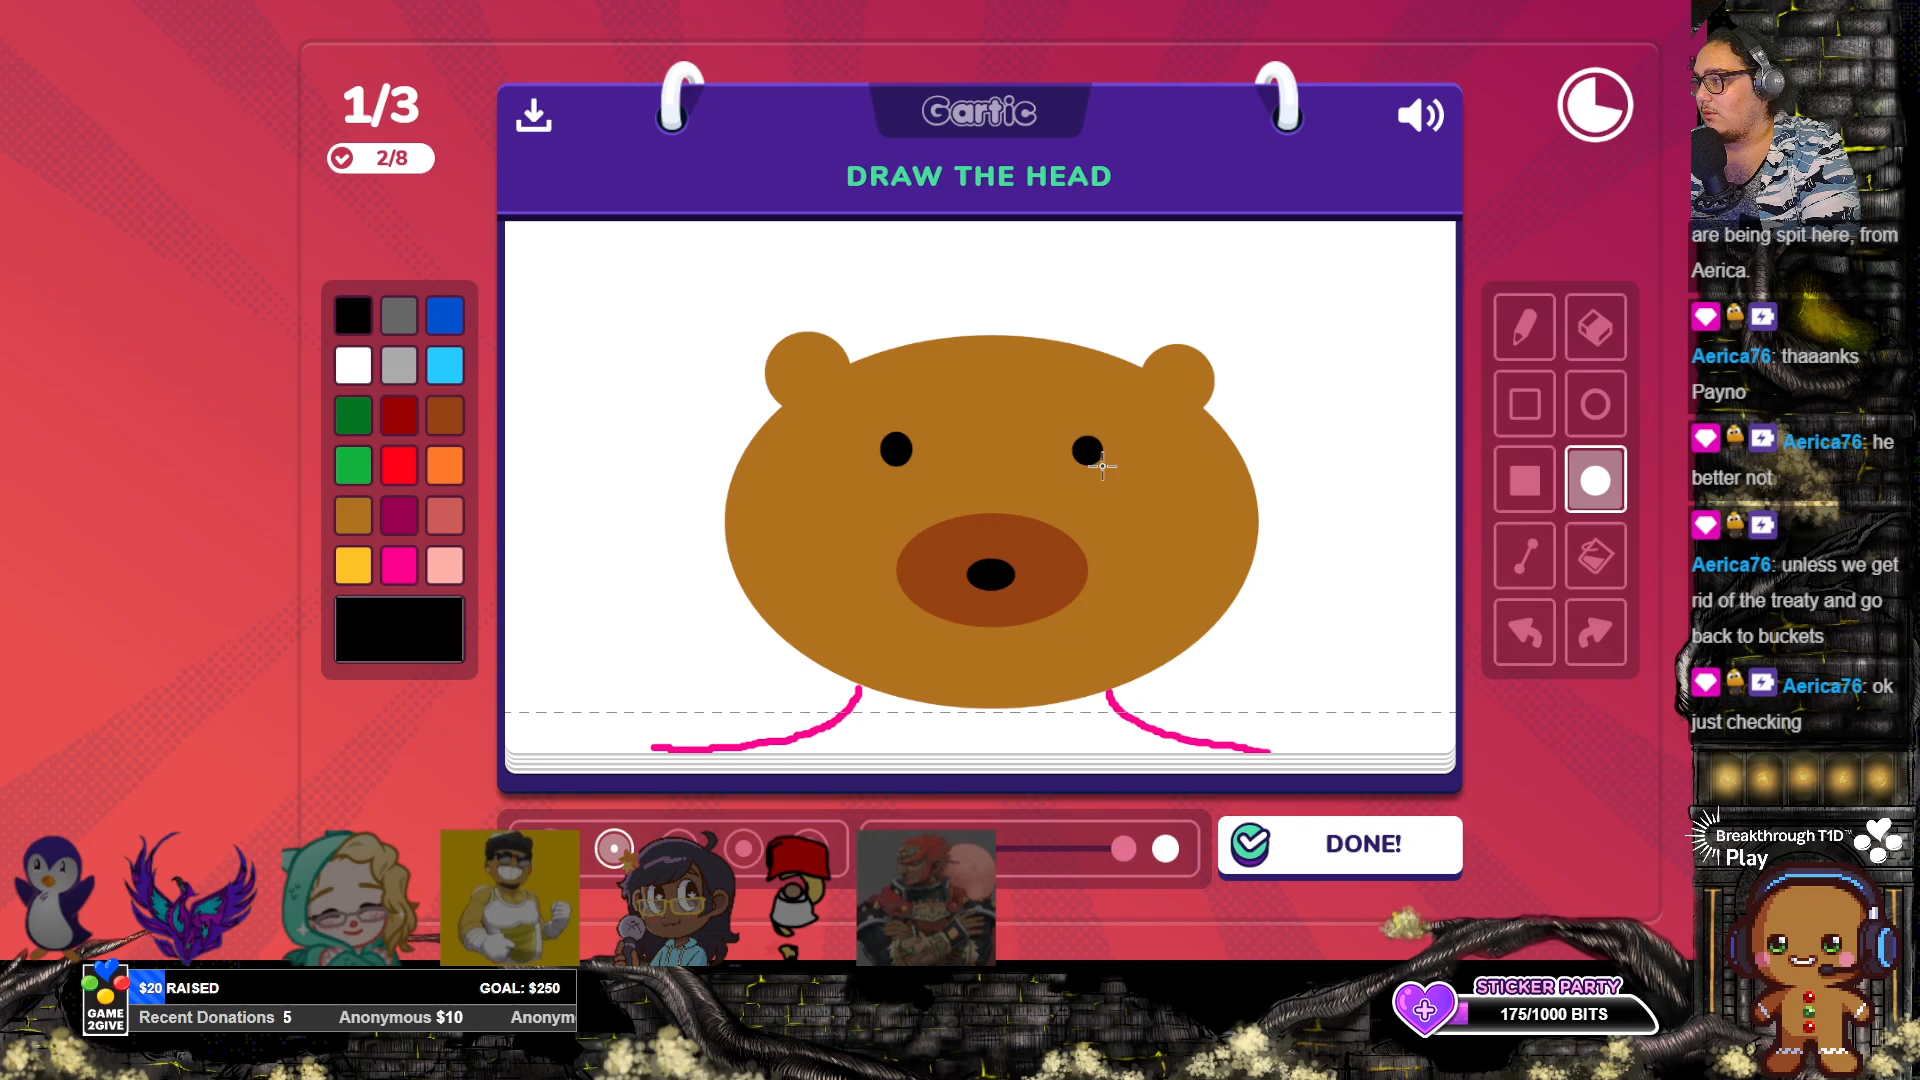 1/3
2/8
Gartic
DRAW THE HEAD
DONE!
are being spit here, from
Aerica.
Aerica76: thaaanks
Payno
Aerica76: he
better not
Aerica76: unless we get
rid of the treaty and go
back to buckets
Aerica76: ok
just checking
Breakthrough T1D™
Play
GAME
2GIVE
$20 RAISED
GOAL: $250
Recent Donations 5 Anonymous $10 Anonym
STICKER PARTY
175/1000 BITS